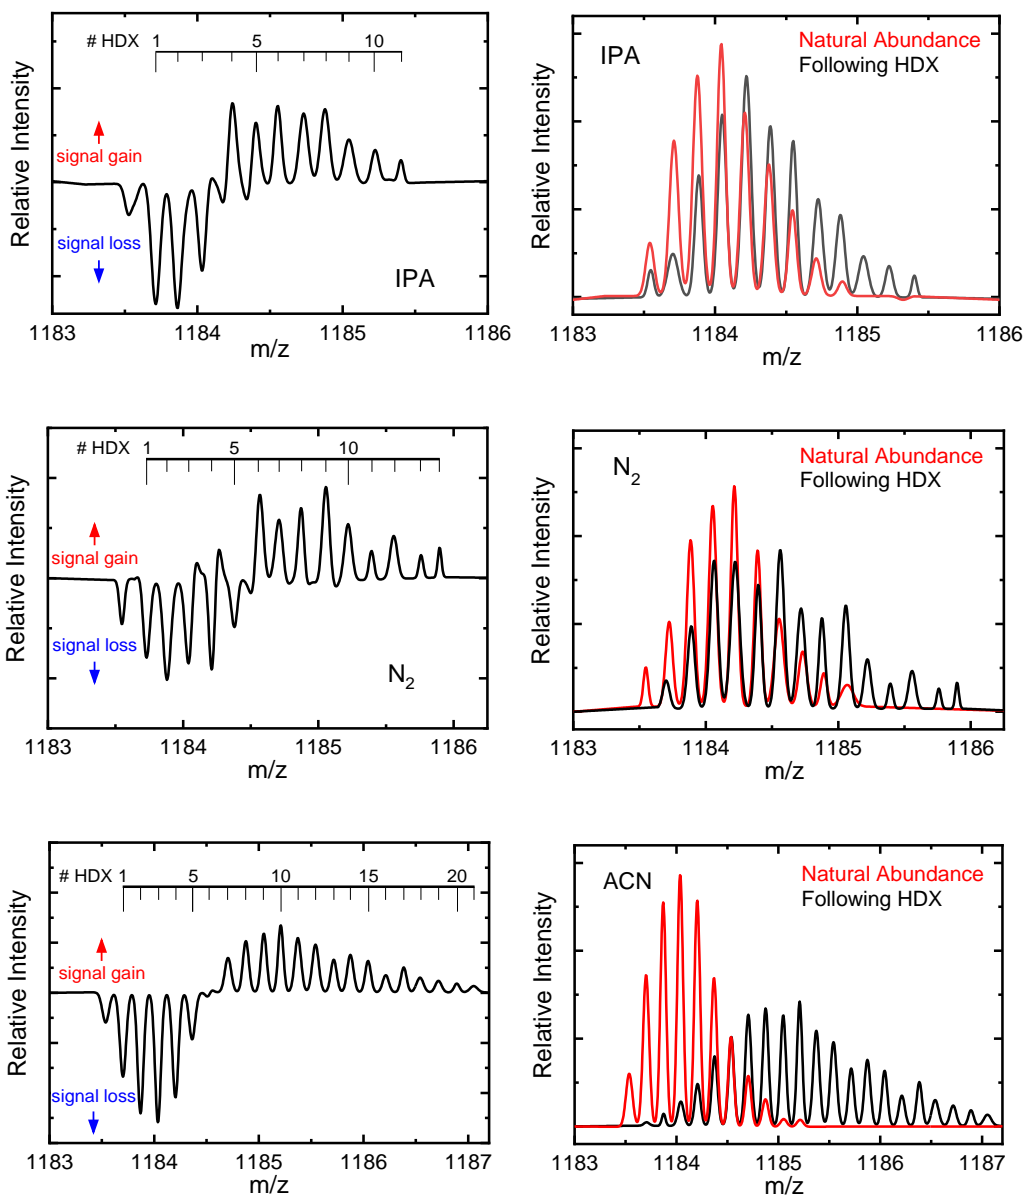 # HDX 1 5 10
Relative Intensity
signal gain
signal loss
IPA
1183 1184 1185 1186
m/z
IPA
Natural Abundance
Following HDX
Relative Intensity
1183 1184 1185 1186
m/z
# HDX 1 5 10
Relative Intensity
signal gain
signal loss
N2
1183 1184 1185 1186
m/z
N2
Natural Abundance
Following HDX
Relative Intensity
1183 1184 1185 1186
m/z
# HDX 1 5 10 15 20
Relative Intensity
signal gain
signal loss
1183 1184 1185 1186 1187
m/z
ACN
Natural Abundance
Following HDX
Relative Intensity
1183 1184 1185 1186 1187
m/z